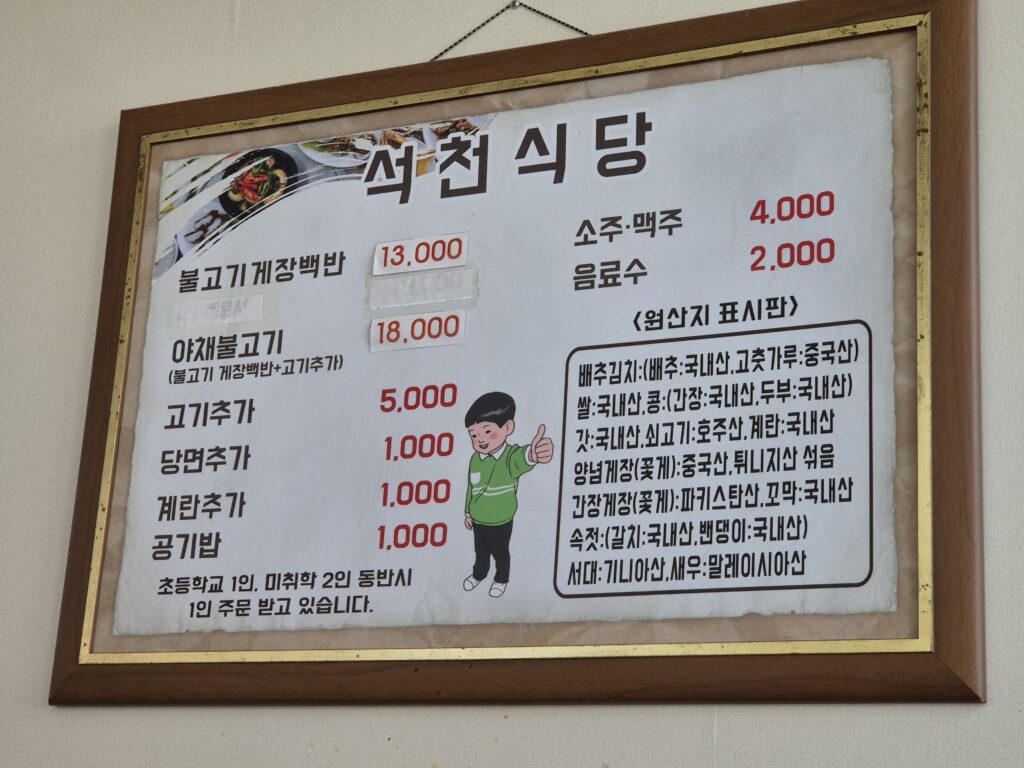 석천식당
불고기게장백반 13,000
야채불고기 18,000
(불고기 게장백반+고기추가)
고기추가 5,000
당면추가 1,000
계란추가 1,000
공기밥 1,000
초등학교 1인, 미취학 2인 동반시
1인 주문 받고 있습니다.
소주·맥주 4,000
음료수 2,000
<원산지 표시판>
배추김치:(배추:국내산,고춧가루:중국산)
쌀:국내산,콩:(간장:국내산,두부:국내산)
갓:국내산,쇠고기:호주산,계란:국내산
양념게장(꽃게):중국산,튀니지산 섞음
간장게장(꽃게):파키스탄산,꼬막:국내산
속젓:(갈치:국내산,밴댕이:국내산)
서대:기니아산,새우:말레이시아산